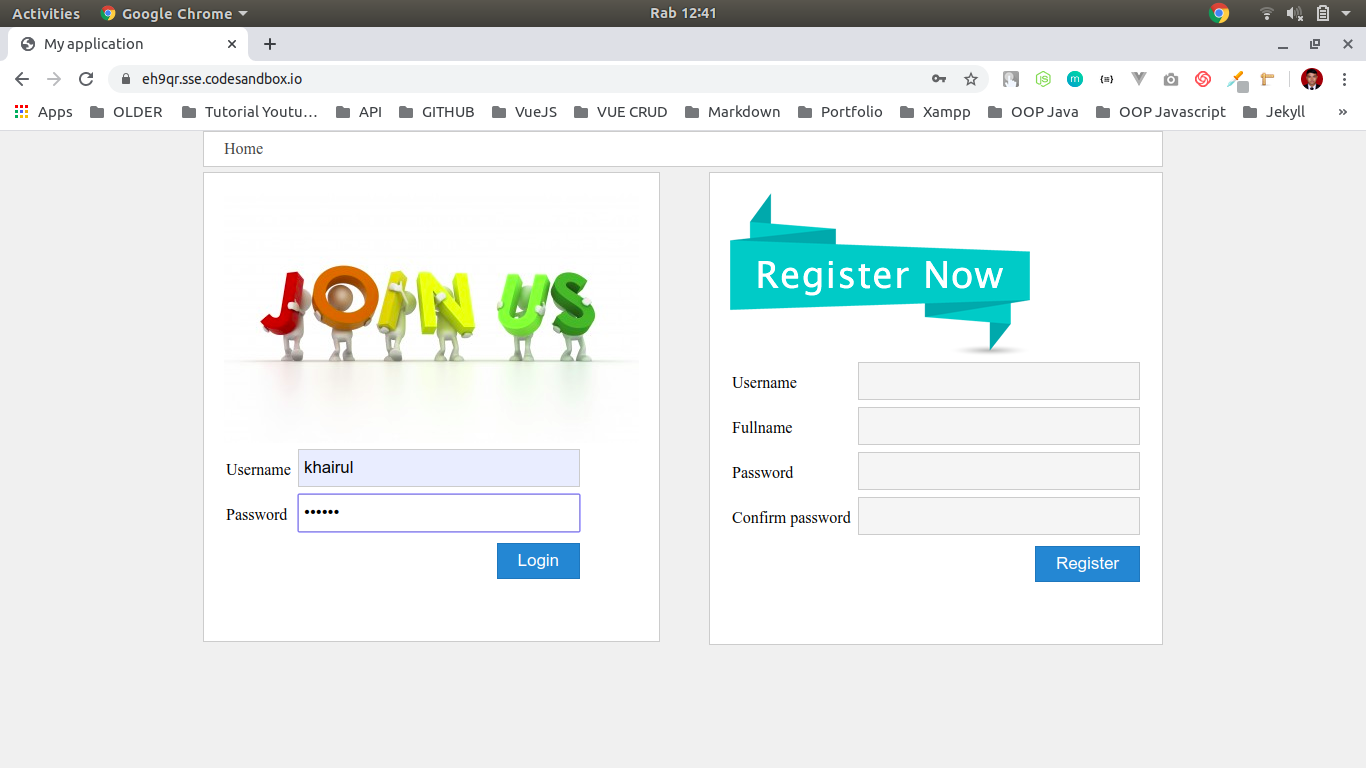 Activities Google Chrome Rab 12:41
My application
eh9qr.sse.codesandbox.io
Apps OLDER Tutorial Youtu… API GITHUB VueJS VUE CRUD Markdown Portfolio Xampp OOP Java OOP Javascript Jekyll »
Home
JOIN US
Username khairul
Password ••••••
Login
Register Now
Username
Fullname
Password
Confirm password
Register